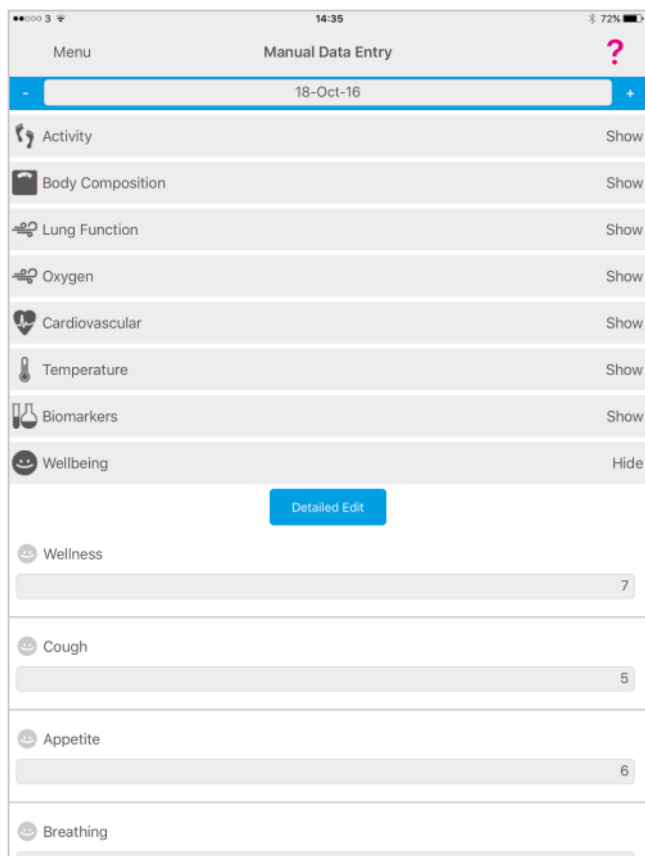 3 14:35 72%
Menu Manual Data Entry ?
- 18-Oct-16 +
Activity Show
Body Composition Show
Lung Function Show
Oxygen Show
Cardiovascular Show
Temperature Show
Biomarkers Show
Wellbeing Hide
Detailed Edit
Wellness
7
Cough
5
Appetite
6
Breathing